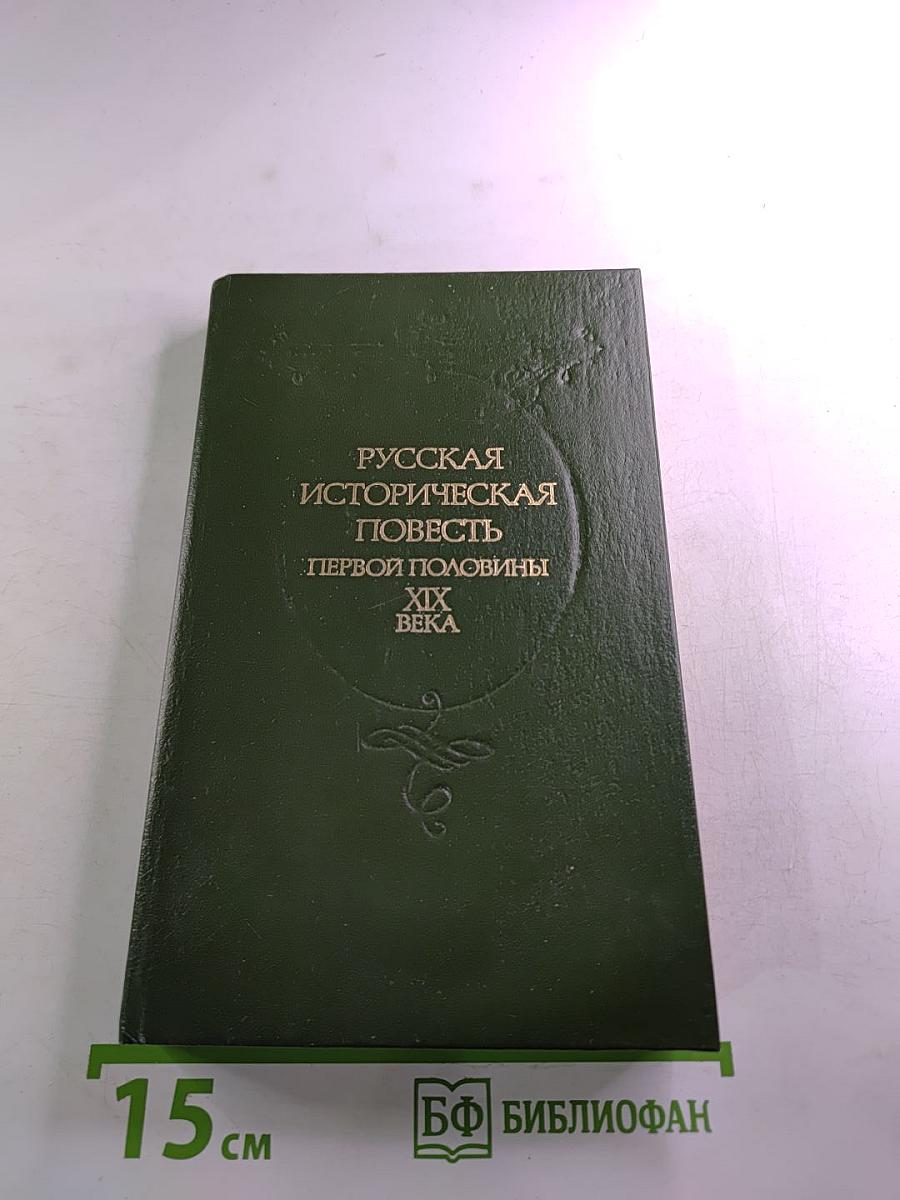 РУССКАЯ
ИСТОРИЧЕСКАЯ
ПОВЕСТЬ
ПЕРВОЙ ПОЛОВИНЫ
XIX
ВЕКА
15 см
БФ БИБЛИОФАН